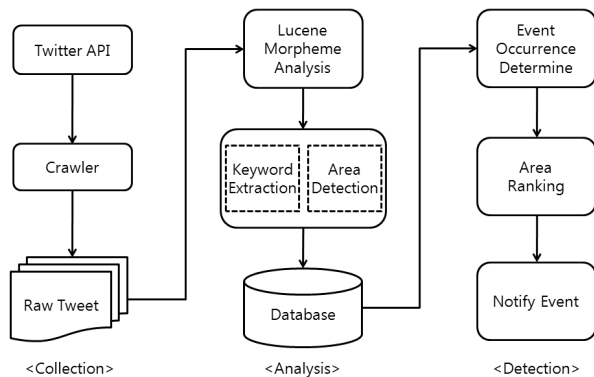 Twitter API
Crawler
Raw Tweet
<Collection>
Lucene
Morpheme
Analysis
Keyword
Extraction
Area
Detection
Database
<Analysis>
Event
Occurrence
Determine
Area
Ranking
Notify Event
<Detection>